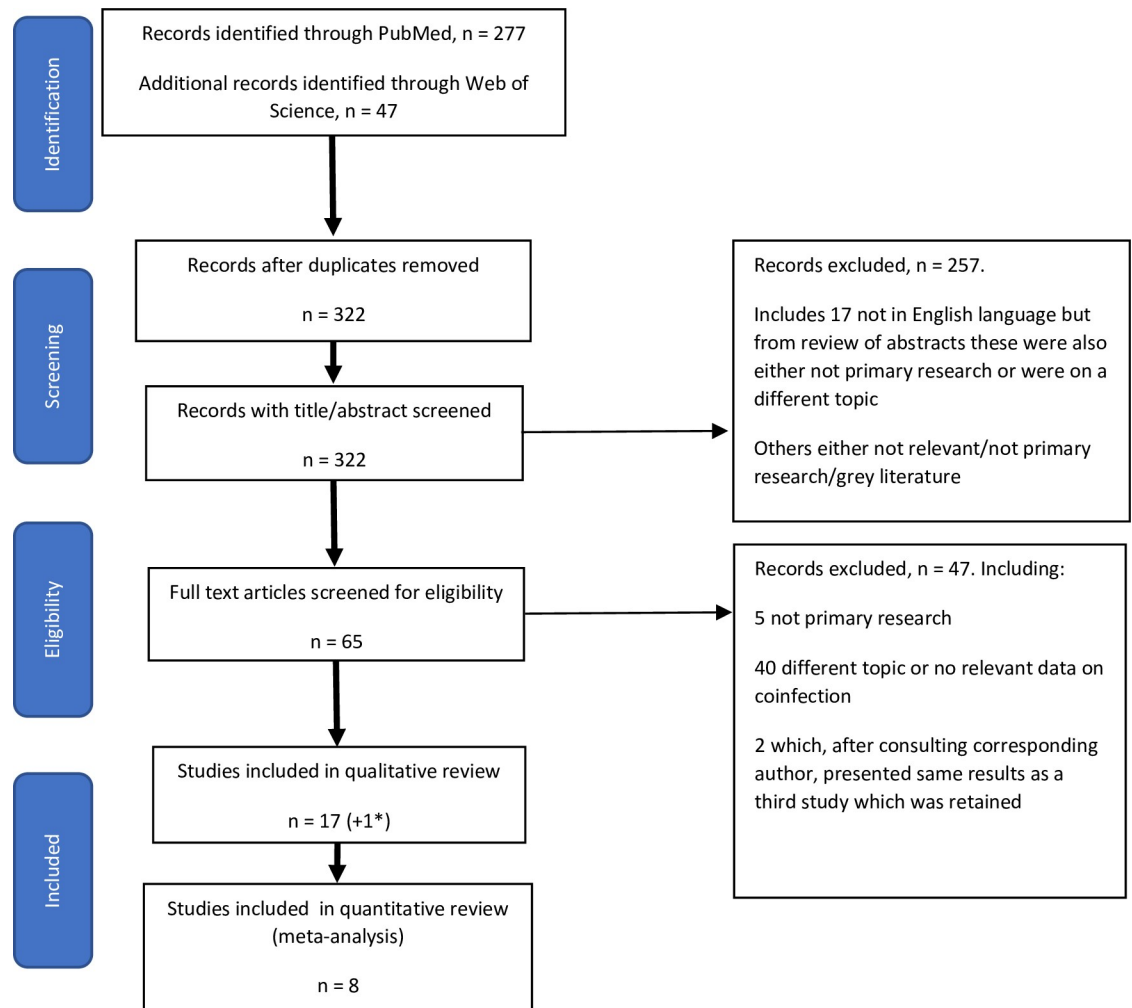 Identification
Records identified through PubMed, n = 277
Additional records identified through Web of
Science, n = 47
Screening
Records after duplicates removed
n = 322
Records with title/abstract screened
n = 322
Records excluded, n = 257.
Includes 17 not in English language but
from review of abstracts these were also
either not primary research or were on a
different topic
Others either not relevant/not primary
research/grey literature
Eligibility
Full text articles screened for eligibility
n = 65
Records excluded, n = 47. Including:
5 not primary research
40 different topic or no relevant data on
coinfection
2 which, after consulting corresponding
author, presented same results as a
third study which was retained
Included
Studies included in qualitative review
n = 17 (+1*)
Studies included in quantitative review
(meta-analysis)
n = 8